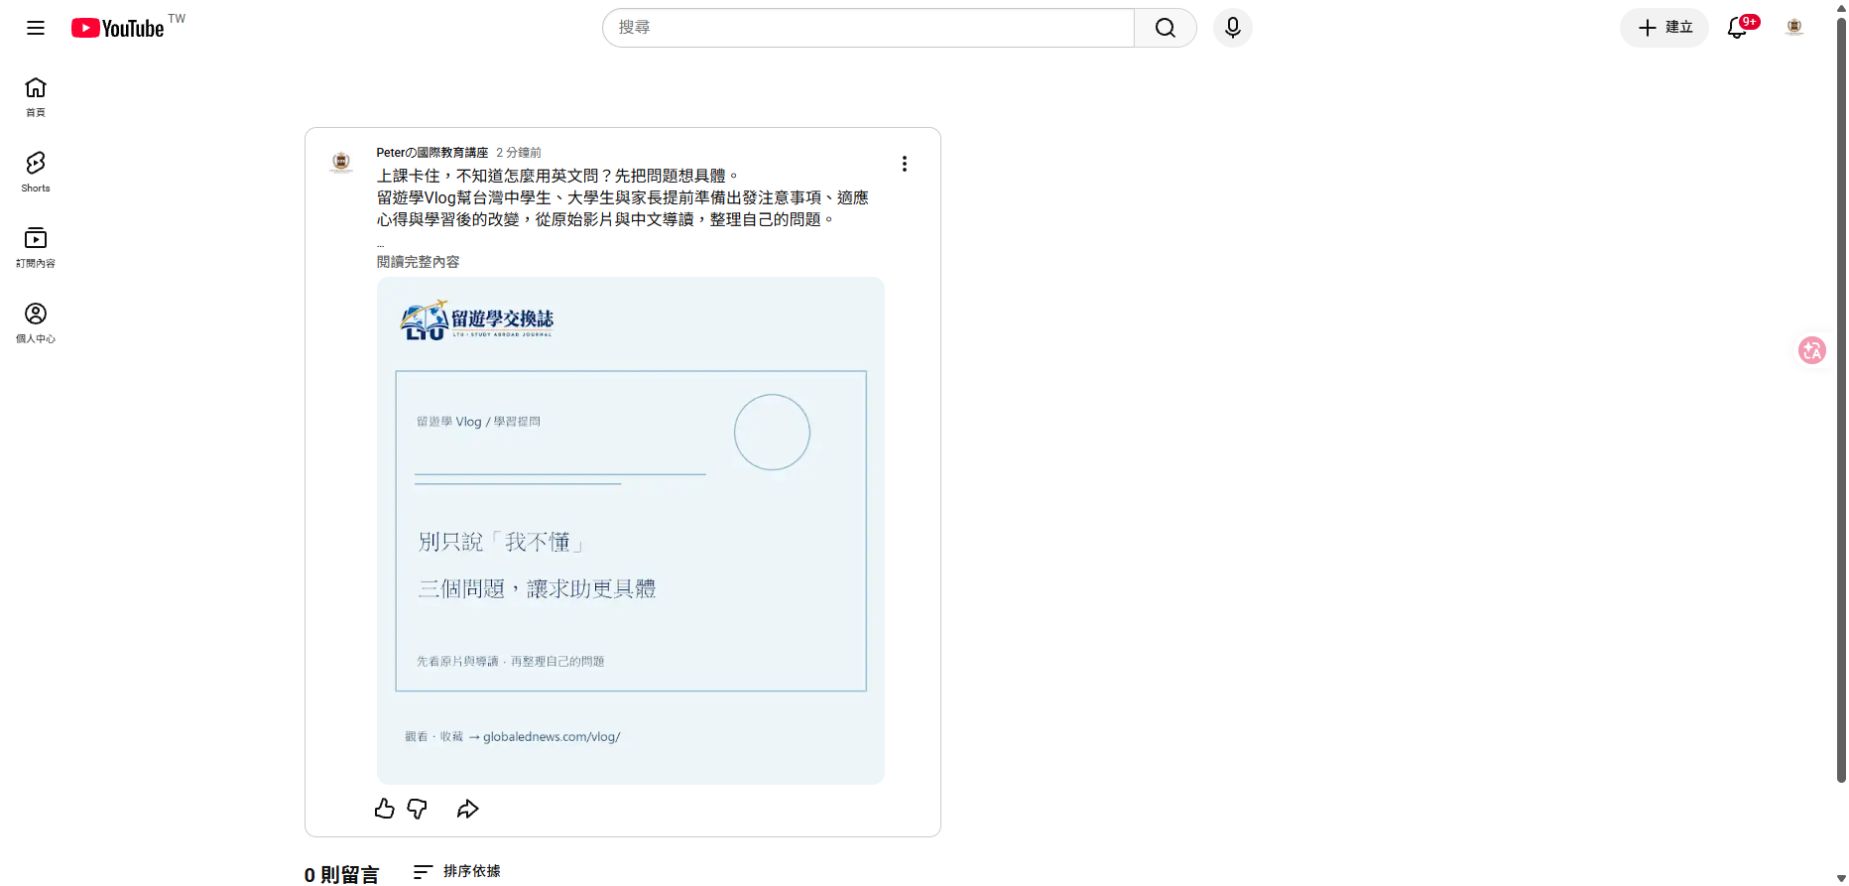 YouTube TW
搜尋
建立
9+
首頁
Shorts
訂閱內容
個人中心
Peterの國際教育講座 2 分鐘前
上課卡住，不知道怎麼用英文問？先把問題想具體。
留遊學Vlog幫台灣中學生、大學生與家長提前準備出發注意事項、適應
心得與學習後的改變，從原始影片與中文導讀，整理自己的問題。
...
閱讀完整內容
留遊學交換誌
LTU · STUDY ABROAD JOURNAL
留遊學 Vlog / 學習提問
別只說「我不懂」
三個問題，讓求助更具體
先看原片與導讀．再整理自己的問題
觀看．收藏 → globalednews.com/vlog/
0 則留言
排序依據